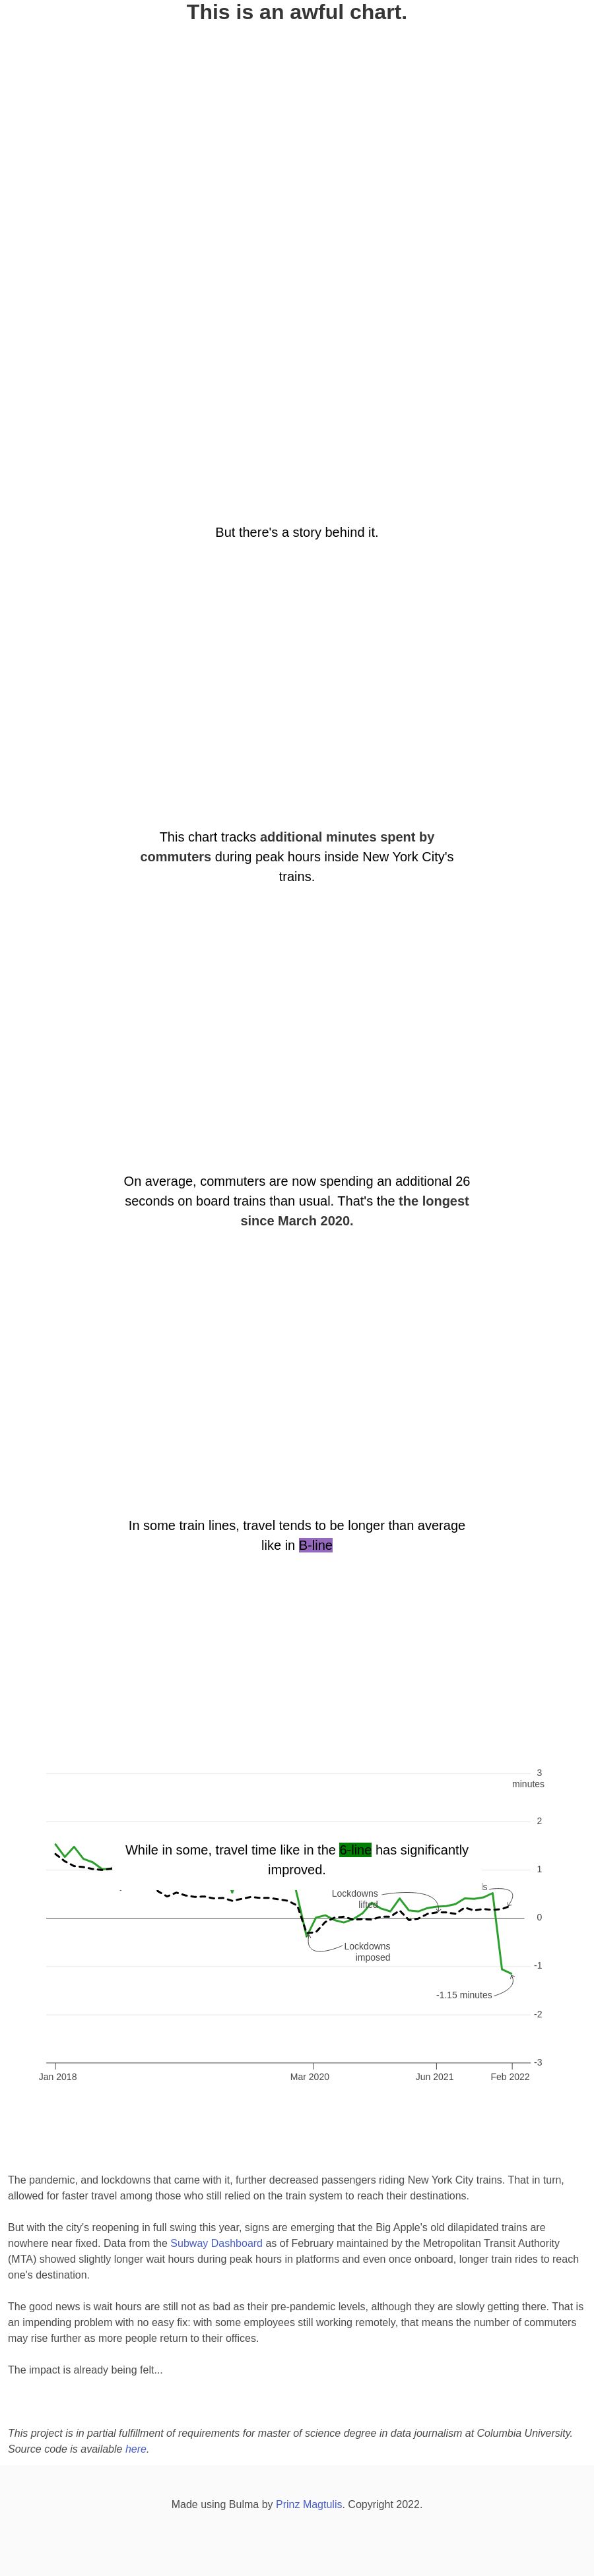 This is an awful chart.
But there's a story behind it.
This chart tracks additional minutes spent by
commuters during peak hours inside New York City's
trains.
On average, commuters are now spending an additional 26
seconds on board trains than usual. That's the the longest
since March 2020.
In some train lines, travel tends to be longer than average
like in B-line
3
minutes
2
While in some, travel time like in the 6-line has significantly
improved.
1
Lockdowns
lifted
0
Lockdowns
imposed
-1
-1.15 minutes
-2
-3
Jan 2018 Mar 2020 Jun 2021 Feb 2022
The pandemic, and lockdowns that came with it, further decreased passengers riding New York City trains. That in turn,
allowed for faster travel among those who still relied on the train system to reach their destinations.
But with the city's reopening in full swing this year, signs are emerging that the Big Apple's old dilapidated trains are
nowhere near fixed. Data from the Subway Dashboard as of February maintained by the Metropolitan Transit Authority
(MTA) showed slightly longer wait hours during peak hours in platforms and even once onboard, longer train rides to reach
one's destination.
The good news is wait hours are still not as bad as their pre-pandemic levels, although they are slowly getting there. That is
an impending problem with no easy fix: with some employees still working remotely, that means the number of commuters
may rise further as more people return to their offices.
The impact is already being felt...
This project is in partial fulfillment of requirements for master of science degree in data journalism at Columbia University.
Source code is available here.
Made using Bulma by Prinz Magtulis. Copyright 2022.